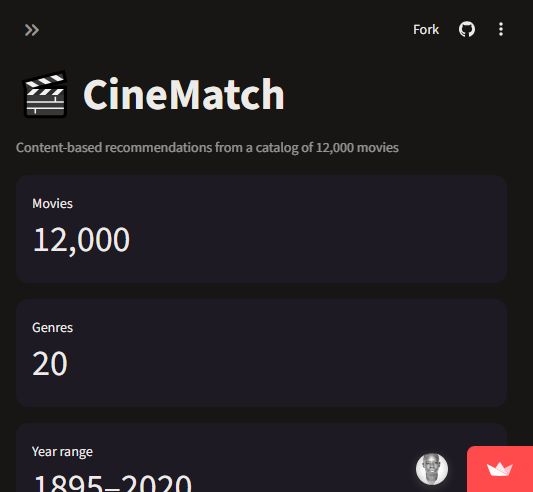 Fork
CineMatch
Content-based recommendations from a catalog of 12,000 movies
Movies
12,000
Genres
20
Year range
1895–2020